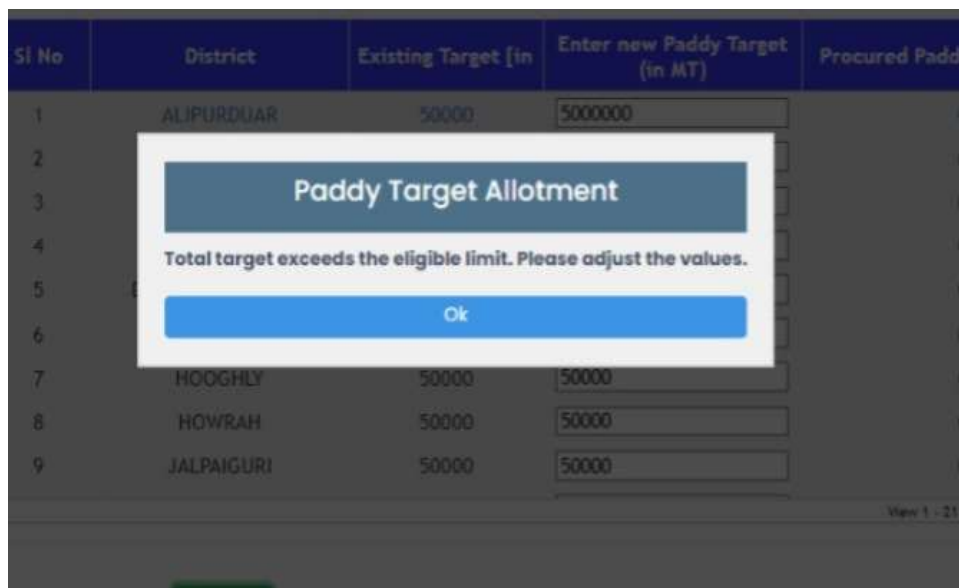 Sl No District Existing Target [in Enter new Paddy Target (in MT) Procured Padd
1 ALIPURDUAR 50000 5000000
2
3
4
5
6
7 HOOGHLY 50000 50000
8 HOWRAH 50000 50000
9 JALPAIGURI 50000 50000
Paddy Target Allotment
Total target exceeds the eligible limit. Please adjust the values.
Ok
View 1 - 21